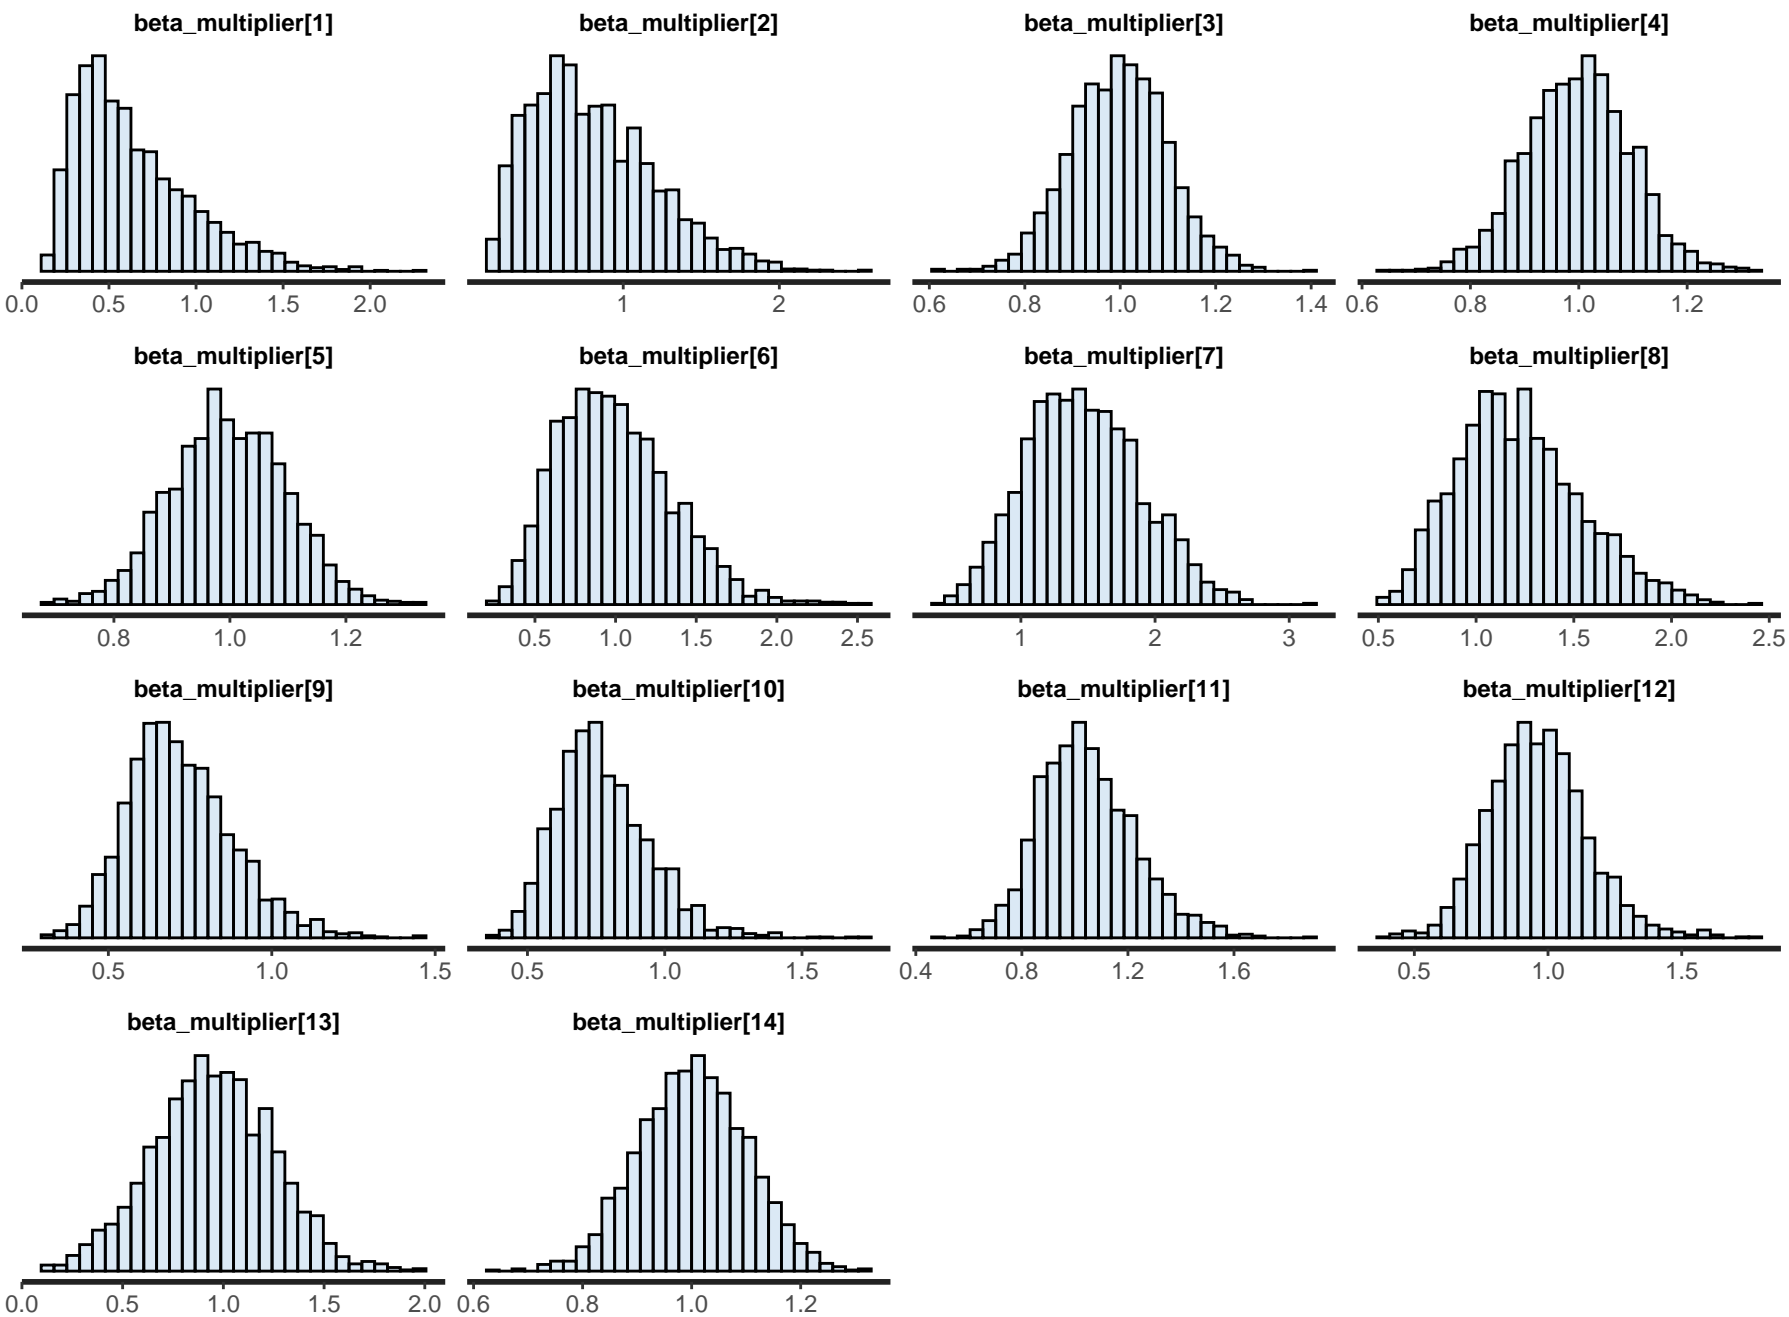 beta_multiplier[1] beta_multiplier[2] beta_multiplier[3] beta_multiplier[4]
0.0 0.5 1.0 1.5 2.0 1 2 0.6 0.8 1.0 1.2 1.4 0.6 0.8 1.0 1.2
beta_multiplier[5] beta_multiplier[6] beta_multiplier[7] beta_multiplier[8]
0.8 1.0 1.2 0.5 1.0 1.5 2.0 2.5 1 2 3 0.5 1.0 1.5 2.0 2.5
beta_multiplier[9] beta_multiplier[10] beta_multiplier[11] beta_multiplier[12]
0.5 1.0 1.5 0.5 1.0 1.5 0.4 0.8 1.2 1.6 0.5 1.0 1.5
beta_multiplier[13] beta_multiplier[14]
0.0 0.5 1.0 1.5 2.0 0.6 0.8 1.0 1.2